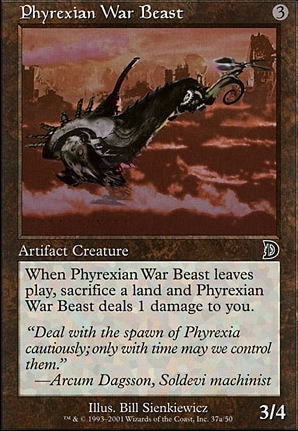 Phyrexian War Beast 3
Artifact Creature
When Phyrexian War Beast leaves
play, sacrifice a land and Phyrexian
War Beast deals 1 damage to you.
"Deal with the spawn of Phyrexia
cautiously; only with time may we control
them."
—Arcum Dagsson, Soldevi machinist
Illus. Bill Sienkiewicz
™ & © 1993–2001 Wizards of the Coast, Inc. 37a/50
3/4